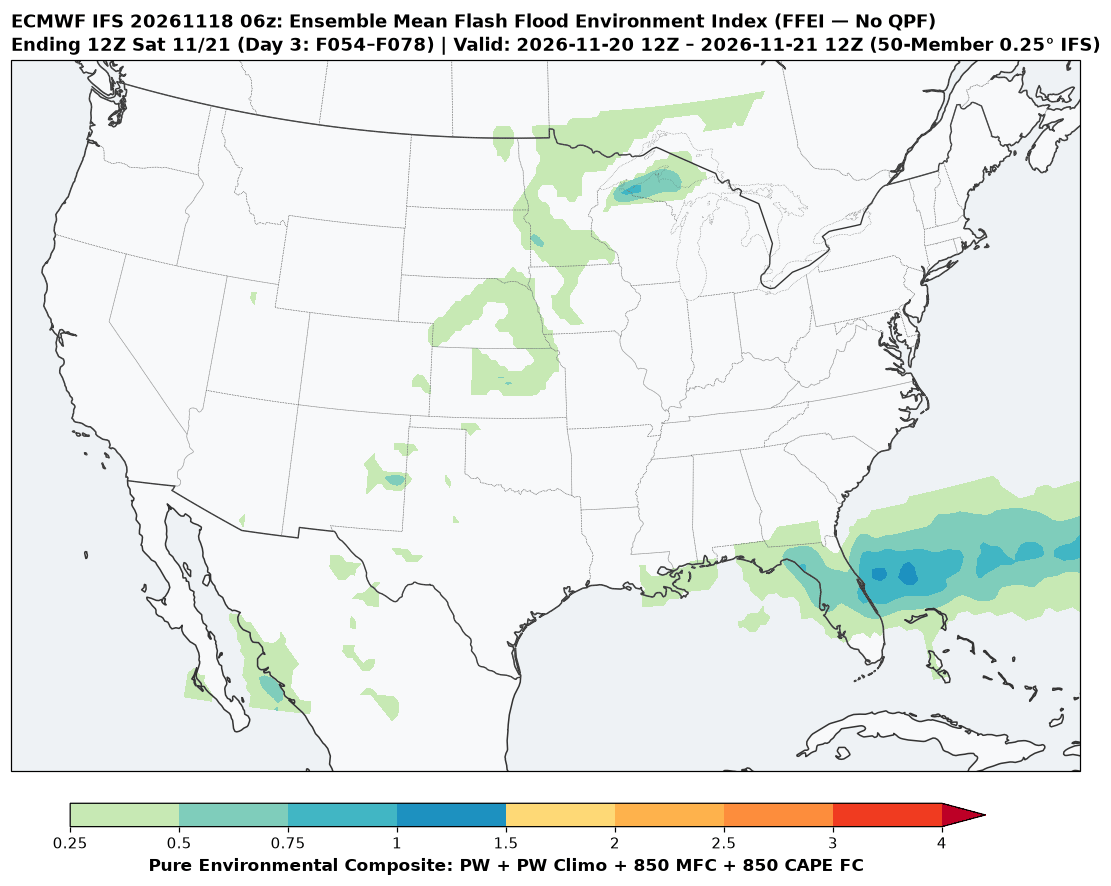 ECMWF IFS 20261118 06z: Ensemble Mean Flash Flood Environment Index (FFEI — No QPF)
Ending 12Z Sat 11/21 (Day 3: F054–F078) | Valid: 2026-11-20 12Z – 2026-11-21 12Z (50-Member 0.25° IFS)
0.25 0.5 0.75 1 1.5 2 2.5 3 4
Pure Environmental Composite: PW + PW Climo + 850 MFC + 850 CAPE FC